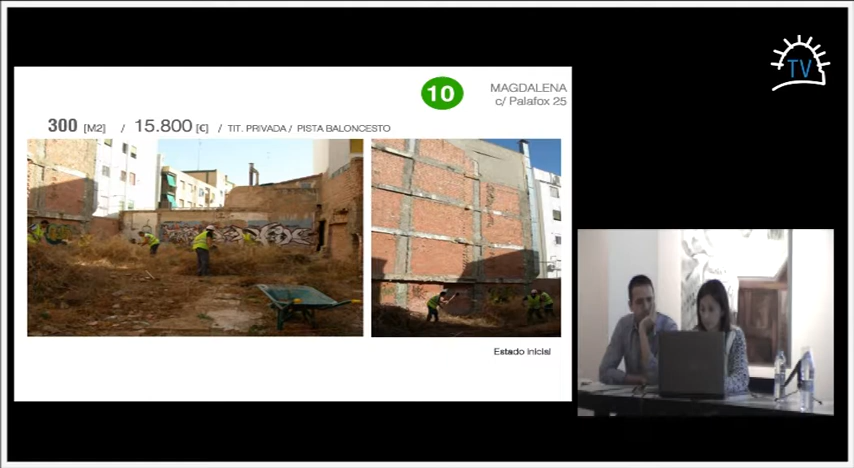 TV
10
MAGDALENA
c/ Palafox 25
300 [M2] / 15.800 [€] / TIT. PRIVADA / PISTA BALONCESTO
Estado inicial